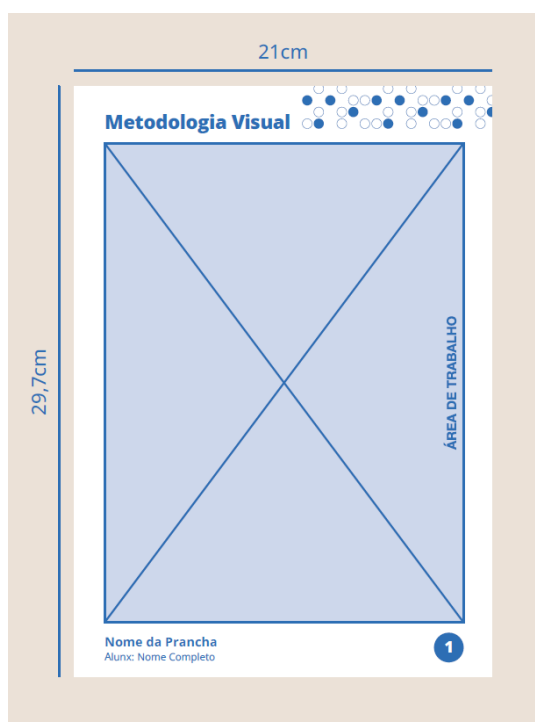 21cm
Metodologia Visual
29,7cm
ÁREA DE TRABALHO
Nome da Prancha
Alunx: Nome Completo
1